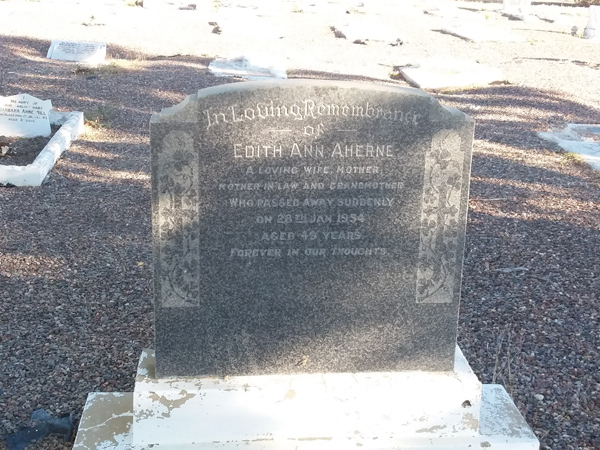 In Loving Remembrance
of
EDITH ANN AHERNE
A LOVING WIFE, MOTHER
MOTHER IN LAW AND GRANDMOTHER
WHO PASSED AWAY SUDDENLY
ON 28TH JAN 1954
AGED 49 YEARS
FOREVER IN OUR THOUGHTS